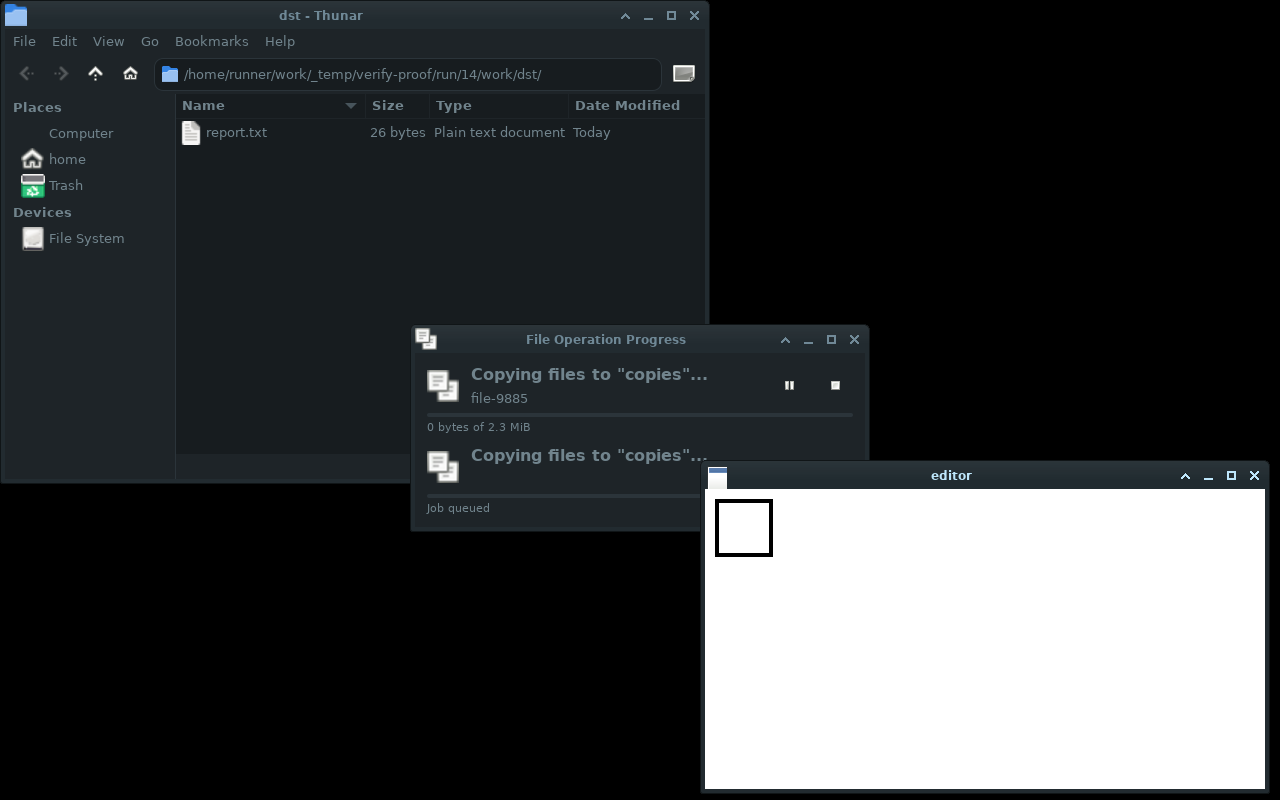 dst - Thunar
File Edit View Go Bookmarks Help
/home/runner/work/_temp/verify-proof/run/14/work/dst/
Places
Computer
home
Trash
Devices
File System
Name Size Type Date Modified
report.txt 26 bytes Plain text document Today
File Operation Progress
Copying files to "copies"...
file-9885
0 bytes of 2.3 MiB
Copying files to "copies"...
Job queued
editor